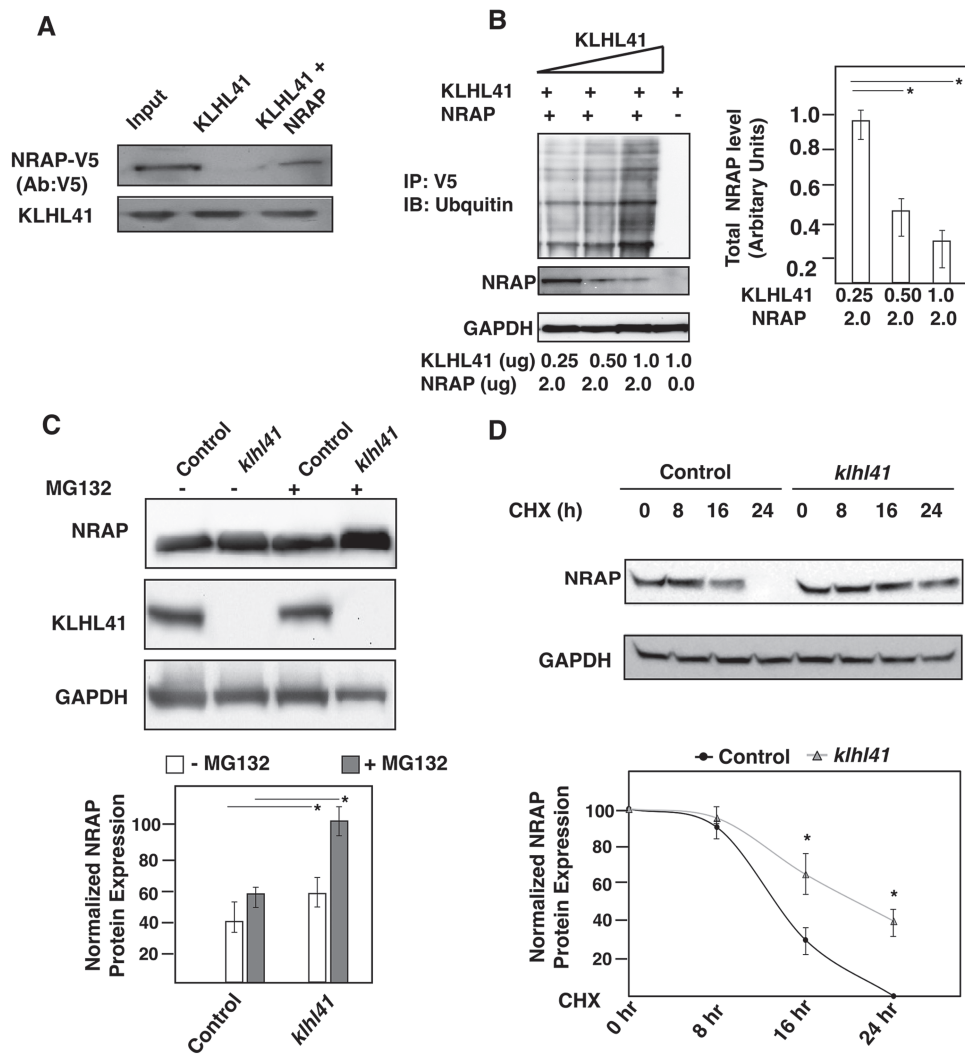 A
Input
KLHL41
KLHL41 +
NRAP
NRAP-V5
(Ab:V5)
KLHL41
B
KLHL41
KLHL41 + + + +
NRAP + + + -
IP: V5
IB: Ubquitin
NRAP
GAPDH
KLHL41 (ug) 0.25 0.50 1.0 1.0
NRAP (ug) 2.0 2.0 2.0 0.0
Total NRAP level
(Arbitary Units)
1.0
0.8
0.6
0.4
0.2
*
*
KLHL41 0.25 0.50 1.0
NRAP 2.0 2.0 2.0
C
Control
klhl41
Control
klhl41
MG132 - - + +
NRAP
KLHL41
GAPDH
- MG132 + MG132
Normalized NRAP
Protein Expression
100
80
60
40
20
*
*
Control
klhl41
D
Control klhl41
CHX (h) 0 8 16 24 0 8 16 24
NRAP
GAPDH
Control klhl41
Normalized NRAP
Protein Expression
100
80
60
40
20
*
*
CHX
0 hr
8 hr
16 hr
24 hr